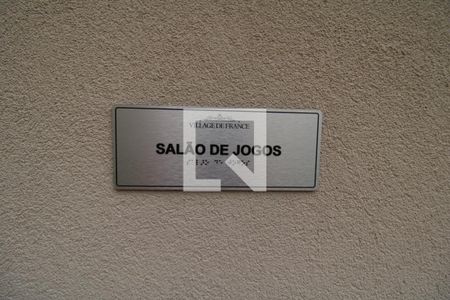 VILLAGE DE FRANCE
SALÃO DE JOGOS